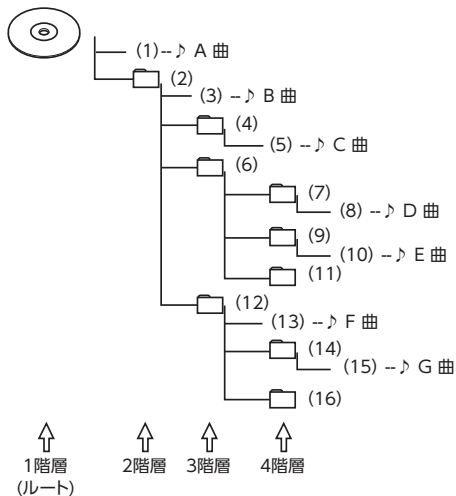 (1)--♪ A 曲
(2)
(3) --♪ B 曲
(4)
(5) --♪ C 曲
(6)
(7)
(8) --♪ D 曲
(9)
(10) --♪ E 曲
(11)
(12)
(13) --♪ F 曲
(14)
(15) --♪ G 曲
(16)
1階層 2階層 3階層 4階層
(ルート)